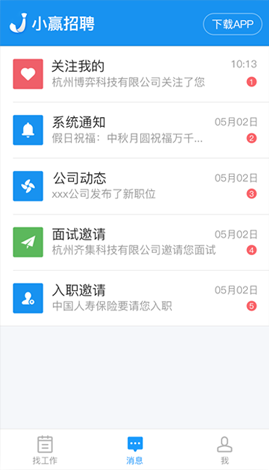 小赢招聘
下载APP
关注我的
10:13
杭州博弈科技有限公司关注了您
1
系统通知
05月02日
假日祝福：中秋月圆祝福万千...
2
公司动态
05月02日
xxx公司发布了新职位
3
面试邀请
05月02日
杭州齐集科技有限公司邀请您面试
4
入职邀请
05月02日
中国人寿保险要请您入职
5
找工作
消息
我